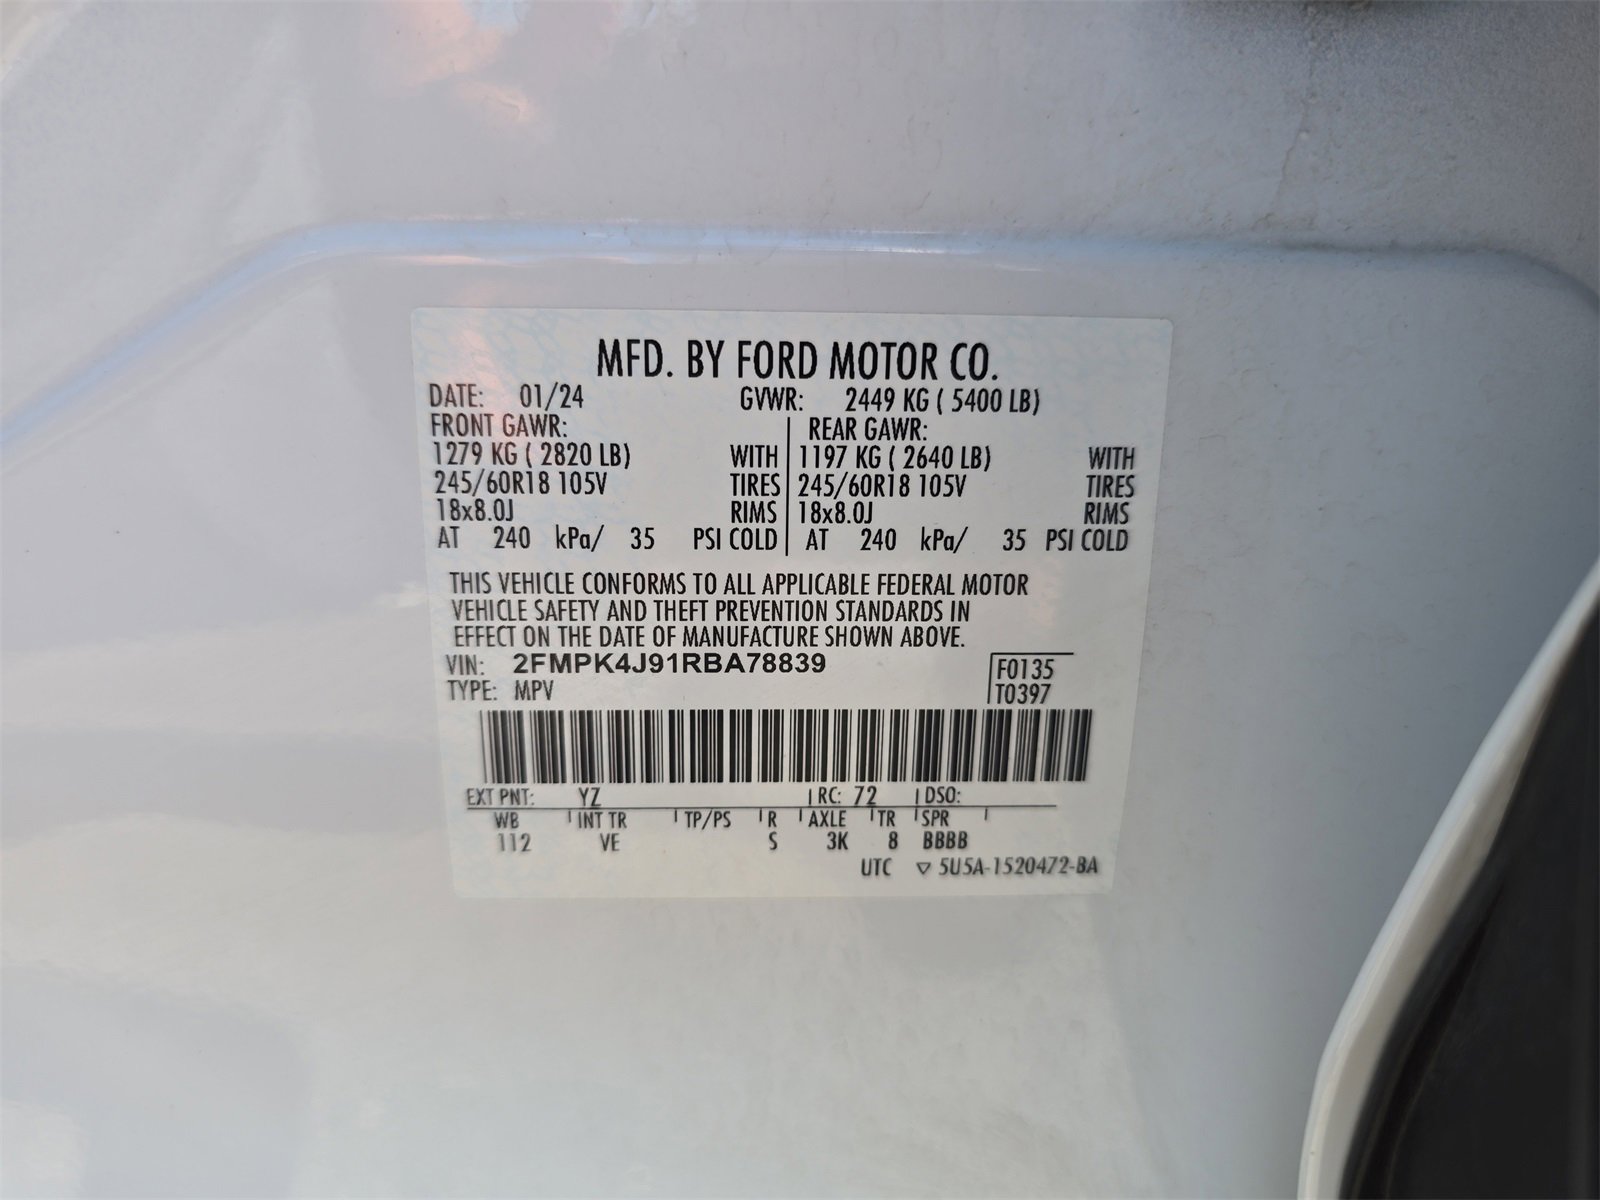 MFD. BY FORD MOTOR CO.
DATE: 01/24 GVWR: 2449 KG ( 5400 LB)
FRONT GAWR: REAR GAWR:
1279 KG ( 2820 LB) WITH 1197 KG ( 2640 LB) WITH
245/60R18 105V TIRES 245/60R18 105V TIRES
18x8.0J RIMS 18x8.0J RIMS
AT 240 kPa/ 35 PSI COLD AT 240 kPa/ 35 PSI COLD
THIS VEHICLE CONFORMS TO ALL APPLICABLE FEDERAL MOTOR
VEHICLE SAFETY AND THEFT PREVENTION STANDARDS IN
EFFECT ON THE DATE OF MANUFACTURE SHOWN ABOVE.
VIN: 2FMPK4J91RBA78839 F0135
TYPE: MPV T0397
EXT PNT: YZ RC: 72 DSO:
WB INT TR TP/PS R AXLE TR SPR
112 VE S 3K 8 BBBB
UTC ▽ 5U5A-1520472-BA